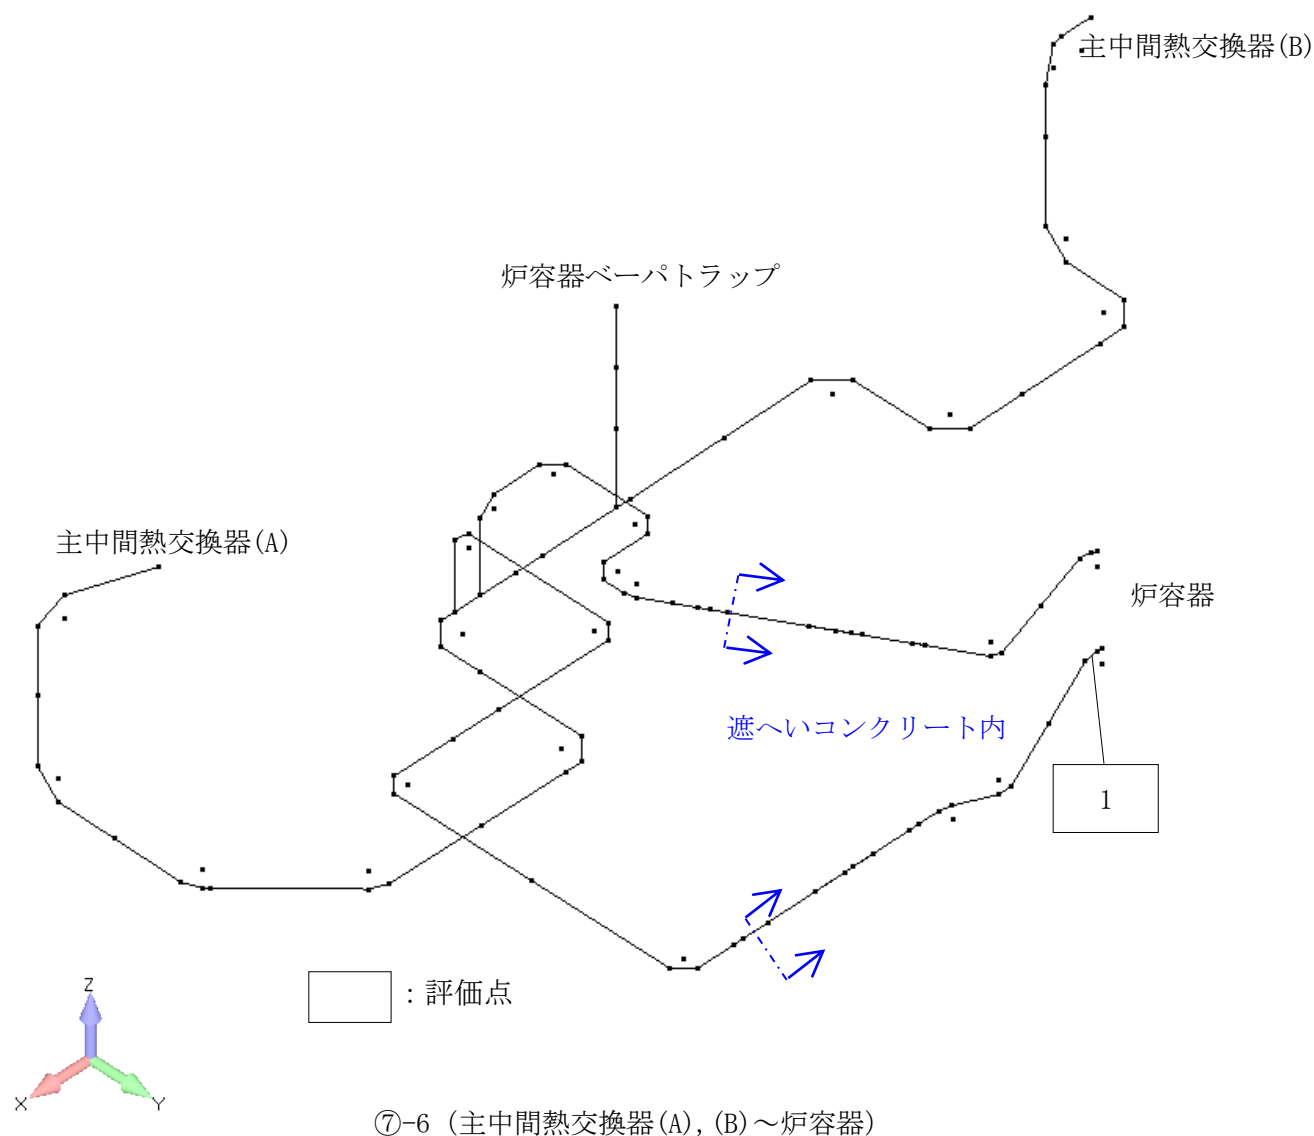 主中間熱交換器(B)
炉容器ベーパトラップ
主中間熱交換器(A)
炉容器
遮へいコンクリート内
1
：評価点
Z
X
Y
⑦-6 (主中間熱交換器(A),(B)～炉容器)